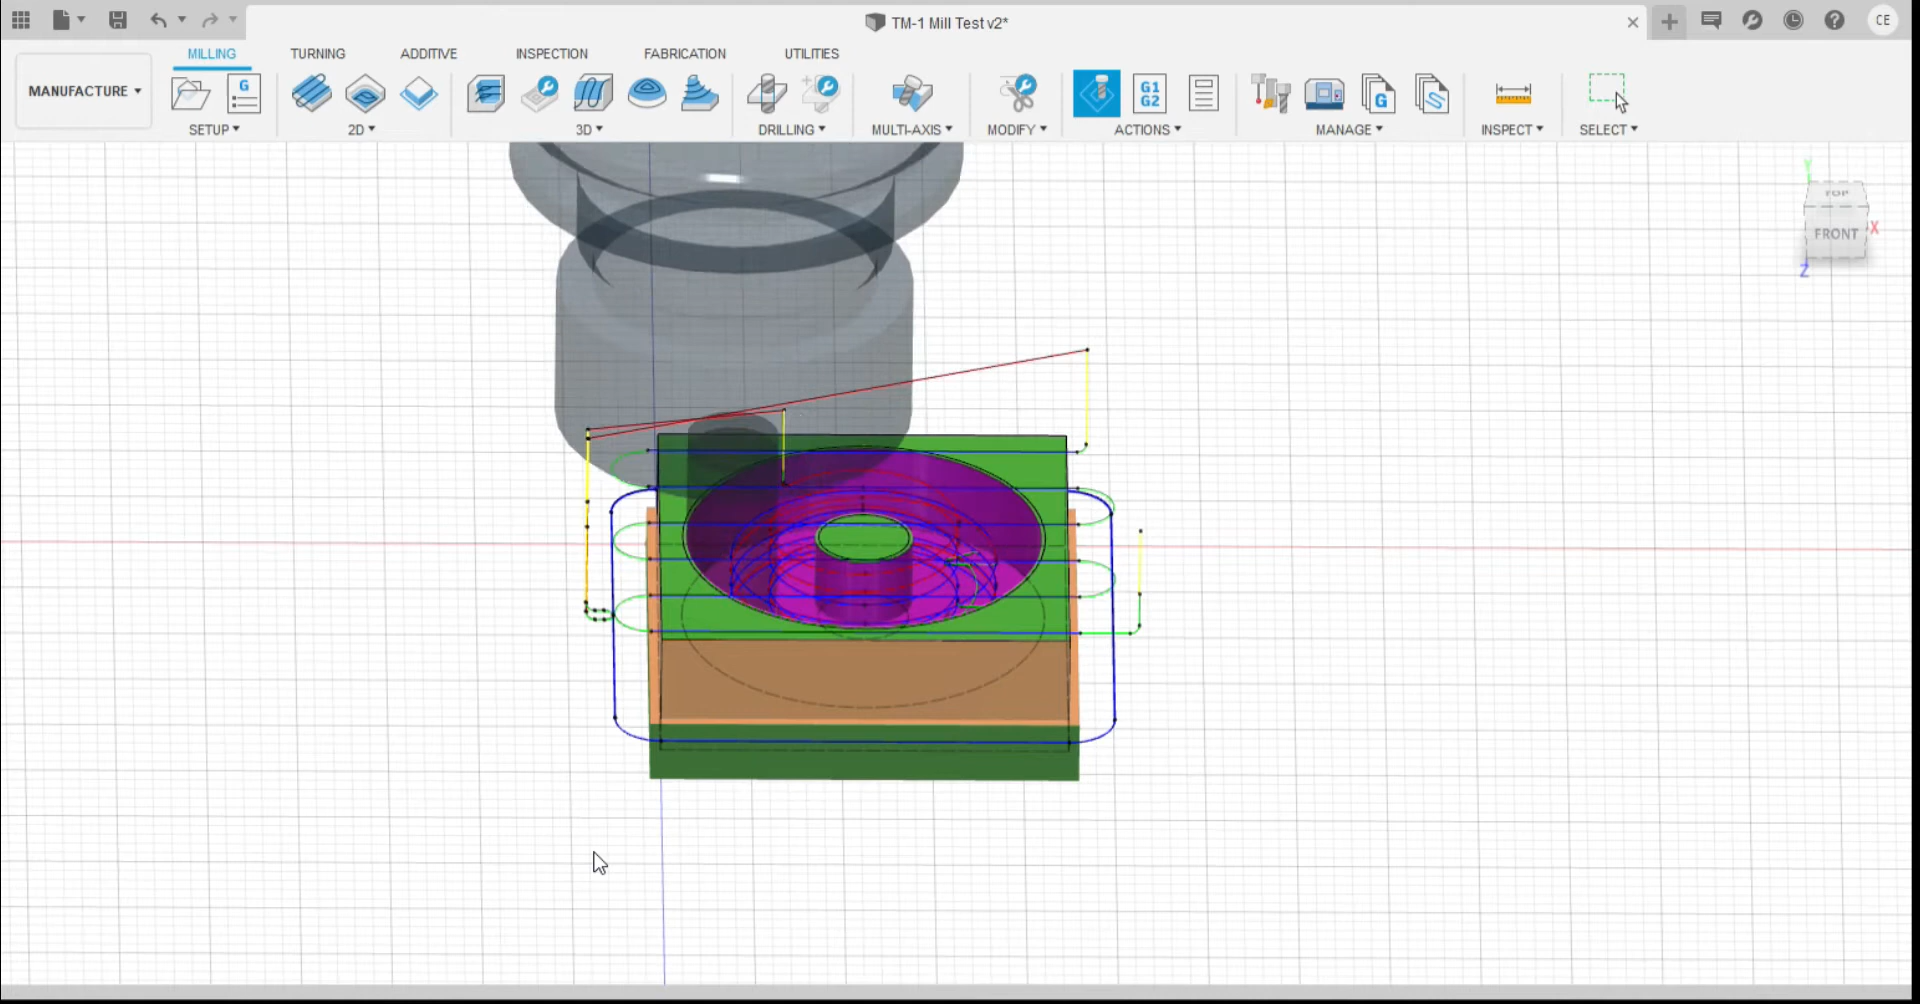 TM-1 Mill Test v2*
CE
MILLING TURNING ADDITIVE INSPECTION FABRICATION UTILITIES
MANUFACTURE
G
G1
G2
G
SETUP 2D 3D DRILLING MULTI-AXIS MODIFY ACTIONS MANAGE INSPECT SELECT
Y
TOP
FRONT
X
Z